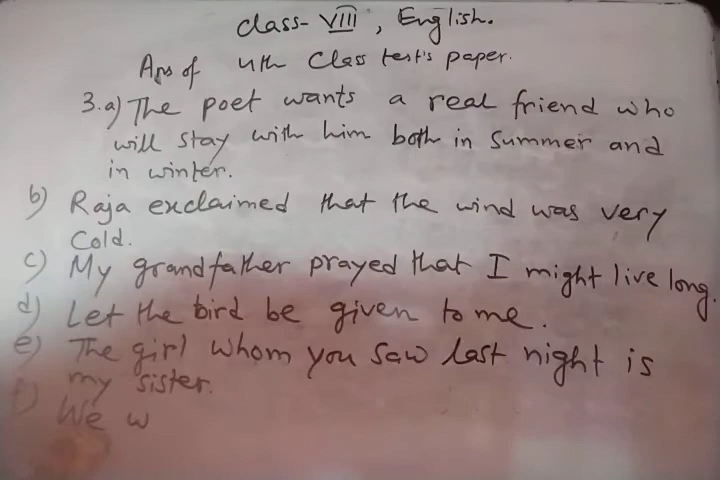 class- VIII, English.
Ans of 4th Class test's paper.
3.a) The poet wants a real friend who
will stay with him both in summer and
in winter.
b) Raja exclaimed that the wind was very
Cold.
c) My grandfather prayed that I might live long.
d) Let the bird be given to me.
e) The girl whom you saw last night is
my sister.
f) We w